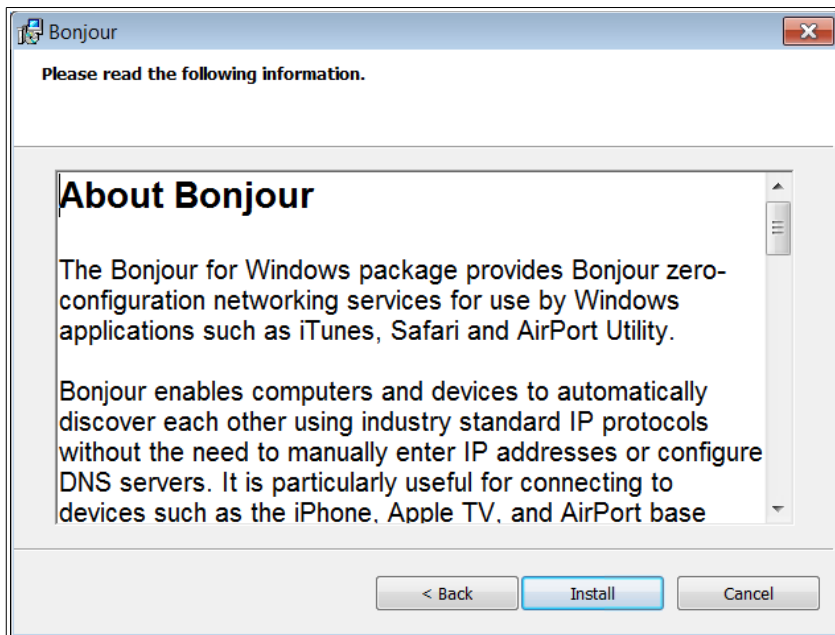 Bonjour
Please read the following information.
About Bonjour
The Bonjour for Windows package provides Bonjour zero-
configuration networking services for use by Windows
applications such as iTunes, Safari and AirPort Utility.
Bonjour enables computers and devices to automatically
discover each other using industry standard IP protocols
without the need to manually enter IP addresses or configure
DNS servers. It is particularly useful for connecting to
devices such as the iPhone, Apple TV, and AirPort base
< Back Install Cancel